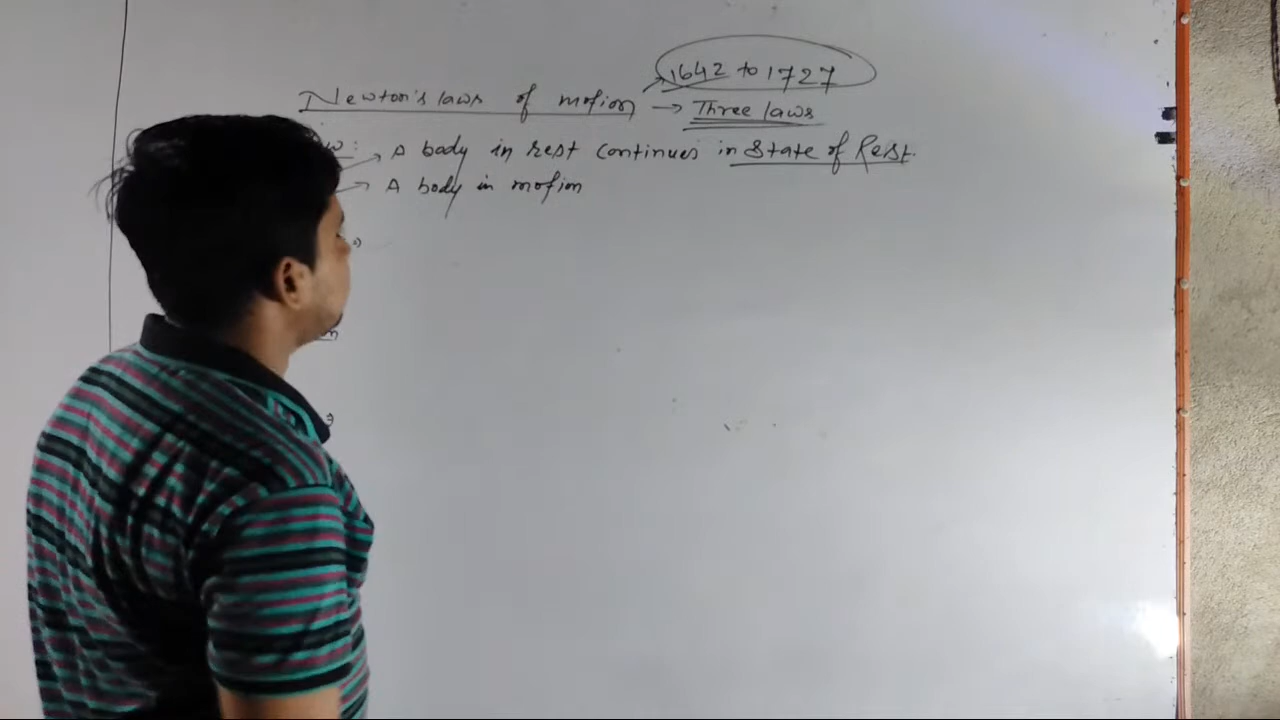 1642 to 1727
Newton's laws of motion → Three laws
: → A body in rest continues in State of Rest.
→ A body in motion